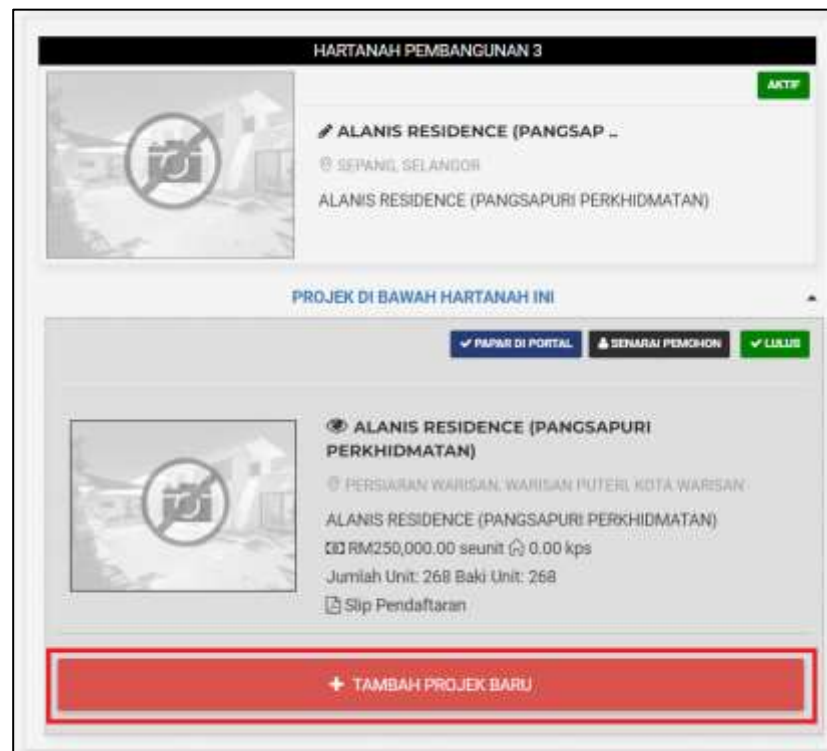 HARTANAH PEMBANGUNAN 3
AKTIF
ALANIS RESIDENCE (PANGSAP ..
SEPANG, SELANGOR
ALANIS RESIDENCE (PANGSAPURI PERKHIDMATAN)
PROJEK DI BAWAH HARTANAH INI
PAPAR DI PORTAL SENARAI PEMOHON LULUS
ALANIS RESIDENCE (PANGSAPURI
PERKHIDMATAN)
PERSIARAN WARISAN, WARISAN PUTERI, KOTA WARISAN
ALANIS RESIDENCE (PANGSAPURI PERKHIDMATAN)
RM250,000.00 seunit 0.00 kps
Jumlah Unit: 268 Baki Unit: 268
Slip Pendaftaran
+ TAMBAH PROJEK BARU